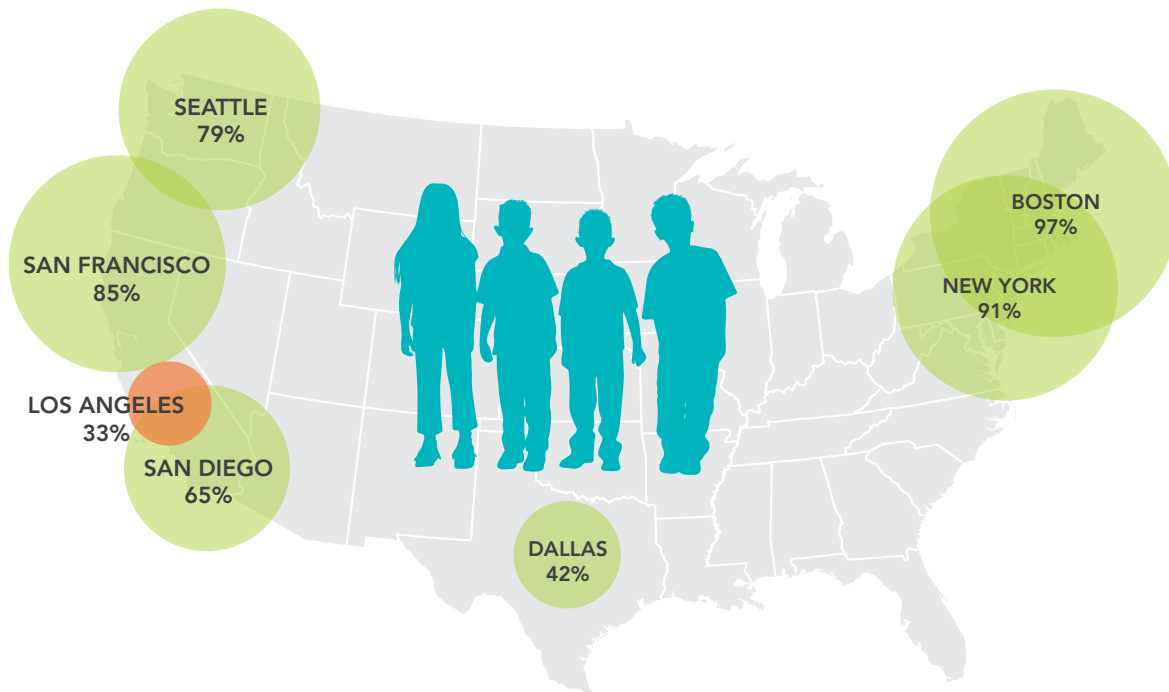 SEATTLE
79%
SAN FRANCISCO
85%
LOS ANGELES
33%
SAN DIEGO
65%
DALLAS
42%
BOSTON
97%
NEW YORK
91%